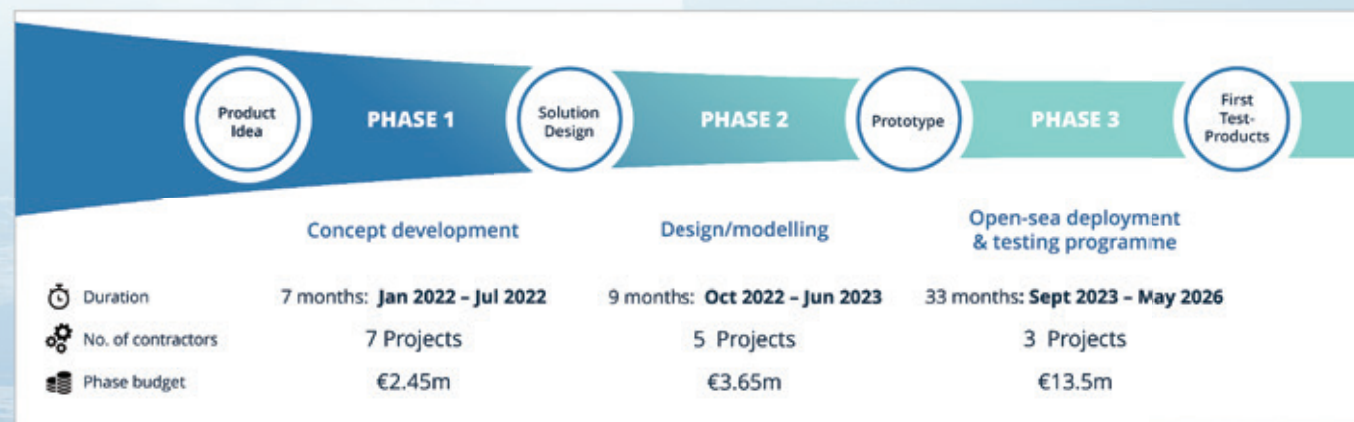 Product
Idea
PHASE 1
Solution
Design
PHASE 2
Prototype
PHASE 3
First
Test-
Products
Concept development
Design/modelling
Open-sea deployment
& testing programme
Duration
7 months: Jan 2022 – Jul 2022
9 months: Oct 2022 – Jun 2023
33 months: Sept 2023 – May 2026
No. of contractors
7 Projects
5 Projects
3 Projects
Phase budget
€2.45m
€3.65m
€13.5m